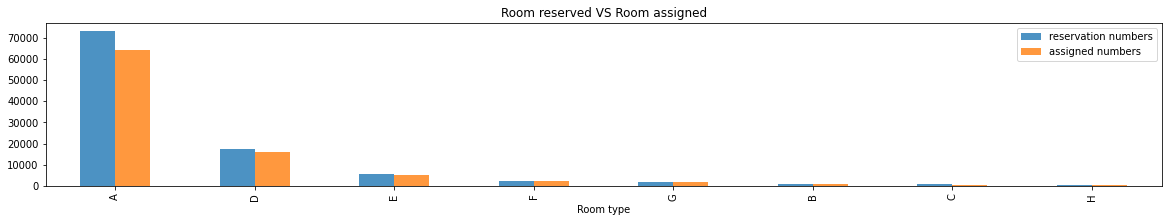 Room reserved VS Room assigned
reservation numbers
assigned numbers
70000
60000
50000
40000
30000
20000
10000
0
A
D
E
F
G
B
C
H
Room type